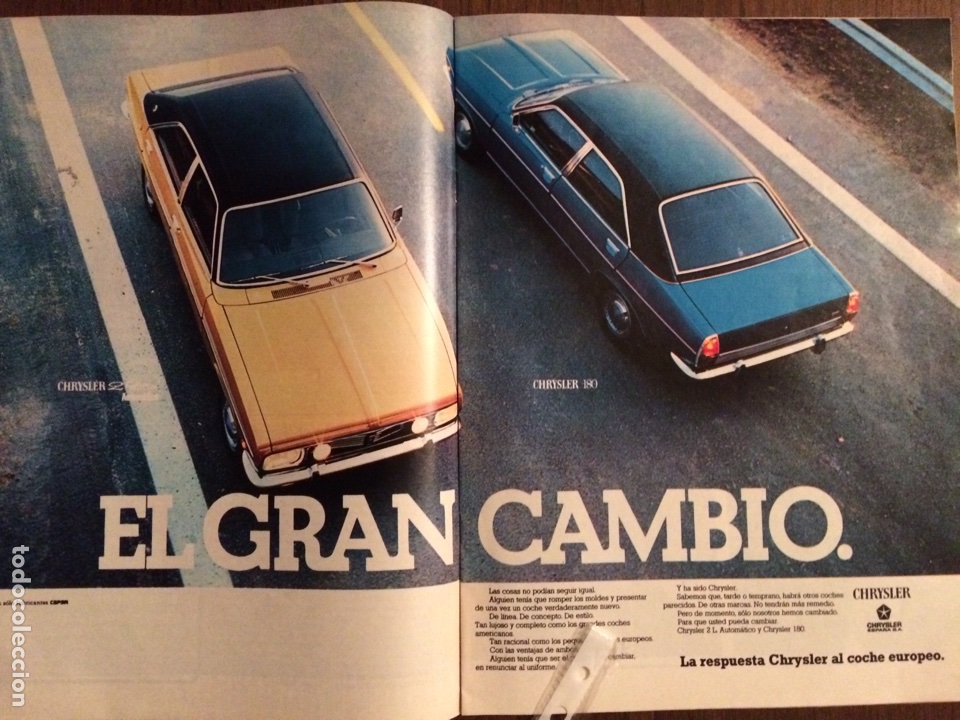 CHRYSLER 2
CHRYSLER 180
EL GRAN CAMBIO.
CEPSA
Las cosas no podían seguir igual.
Alguien tenía que romper los moldes y presentar
de una vez un coche verdaderamente nuevo.
De línea. De concepto. De estilo.
Tan lujoso y completo como los grandes coches
americanos.
Tan racional como los europeos.
Con las ventajas de
Alguien tenía que ser el
en renunciar al uniforme.
Y ha sido Chrysler.
Sabemos que, tarde o temprano, habrá otros coches
parecidos. De otras marcas. No tendrán más remedio.
Pero de momento, sólo nosotros hemos cambiado.
Para que usted pueda cambiar.
Chrysler 2 L. Automático y Chrysler 180.
CHRYSLER
CHRYSLER
ESPAÑA S.A.
La respuesta Chrysler al coche europeo.
todocoleccion